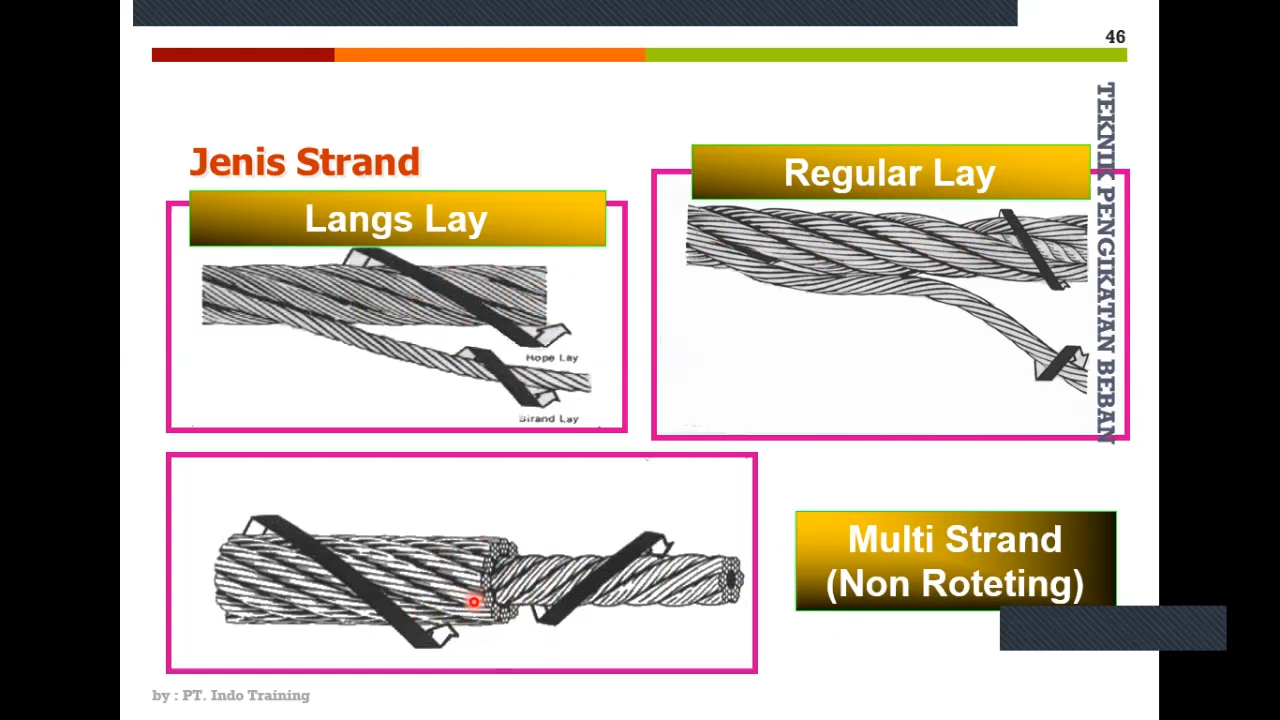 46
TEKNIK PENGIKATAN BEBAN
Jenis Strand
Langs Lay
Regular Lay
Rope Lay
Strand Lay
Multi Strand
(Non Roteting)
by : PT. Indo Training